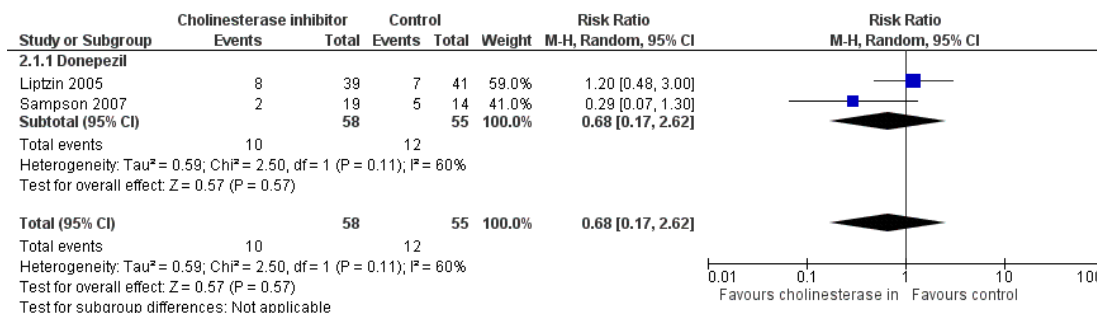 Cholinesterase inhibitor Control Risk Ratio Risk Ratio
Study or Subgroup Events Total Events Total Weight M-H, Random, 95% CI M-H, Random, 95% CI
2.1.1 Donepezil
Liptzin 2005 8 39 7 41 59.0% 1.20 [0.48, 3.00]
Sampson 2007 2 19 5 14 41.0% 0.29 [0.07, 1.30]
Subtotal (95% CI) 58 55 100.0% 0.68 [0.17, 2.62]
Total events 10 12
Heterogeneity: Tau² = 0.59; Chi² = 2.50, df = 1 (P = 0.11); I² = 60%
Test for overall effect: Z = 0.57 (P = 0.57)
Total (95% CI) 58 55 100.0% 0.68 [0.17, 2.62]
Total events 10 12
Heterogeneity: Tau² = 0.59; Chi² = 2.50, df = 1 (P = 0.11); I² = 60%
Test for overall effect: Z = 0.57 (P = 0.57)
Test for subgroup differences: Not applicable
0.01 0.1 1 10 100
Favours cholinesterase in Favours control